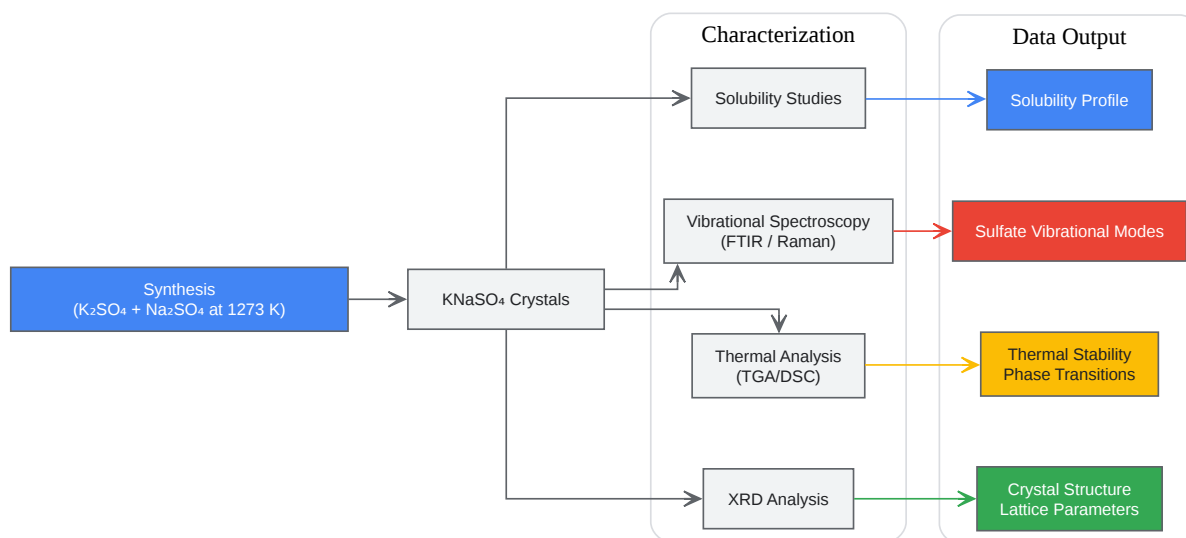 Characterization
Data Output
Solubility Studies
Solubility Profile
Vibrational Spectroscopy
(FTIR / Raman)
Sulfate Vibrational Modes
Synthesis
(K₂SO₄ + Na₂SO₄ at 1273 K)
KNaSO₄ Crystals
Thermal Analysis
(TGA/DSC)
Thermal Stability
Phase Transitions
XRD Analysis
Crystal Structure
Lattice Parameters